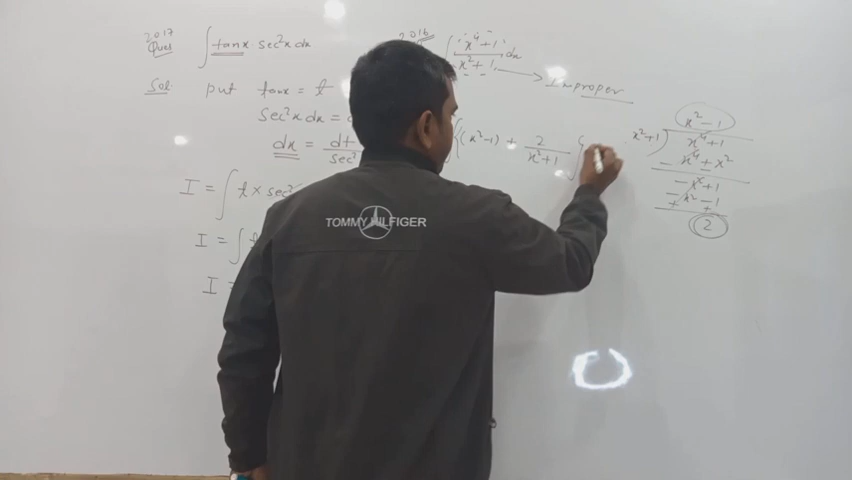 2017
Ques ∫ tanx · sec²x dx
Sol put tanx = t
sec²x dx =
dx = dt/sec²
I = ∫ t × sec²
I = ∫ t
I =
2016
∫ x⁴+1/x²+1 dx
Improper
{(x²-1) + 2/x²+1}
x²-1
x²+1) x⁴+1
- x⁴ + x²
- x² + 1
+ x² - 1
2
TOMMY HILFIGER